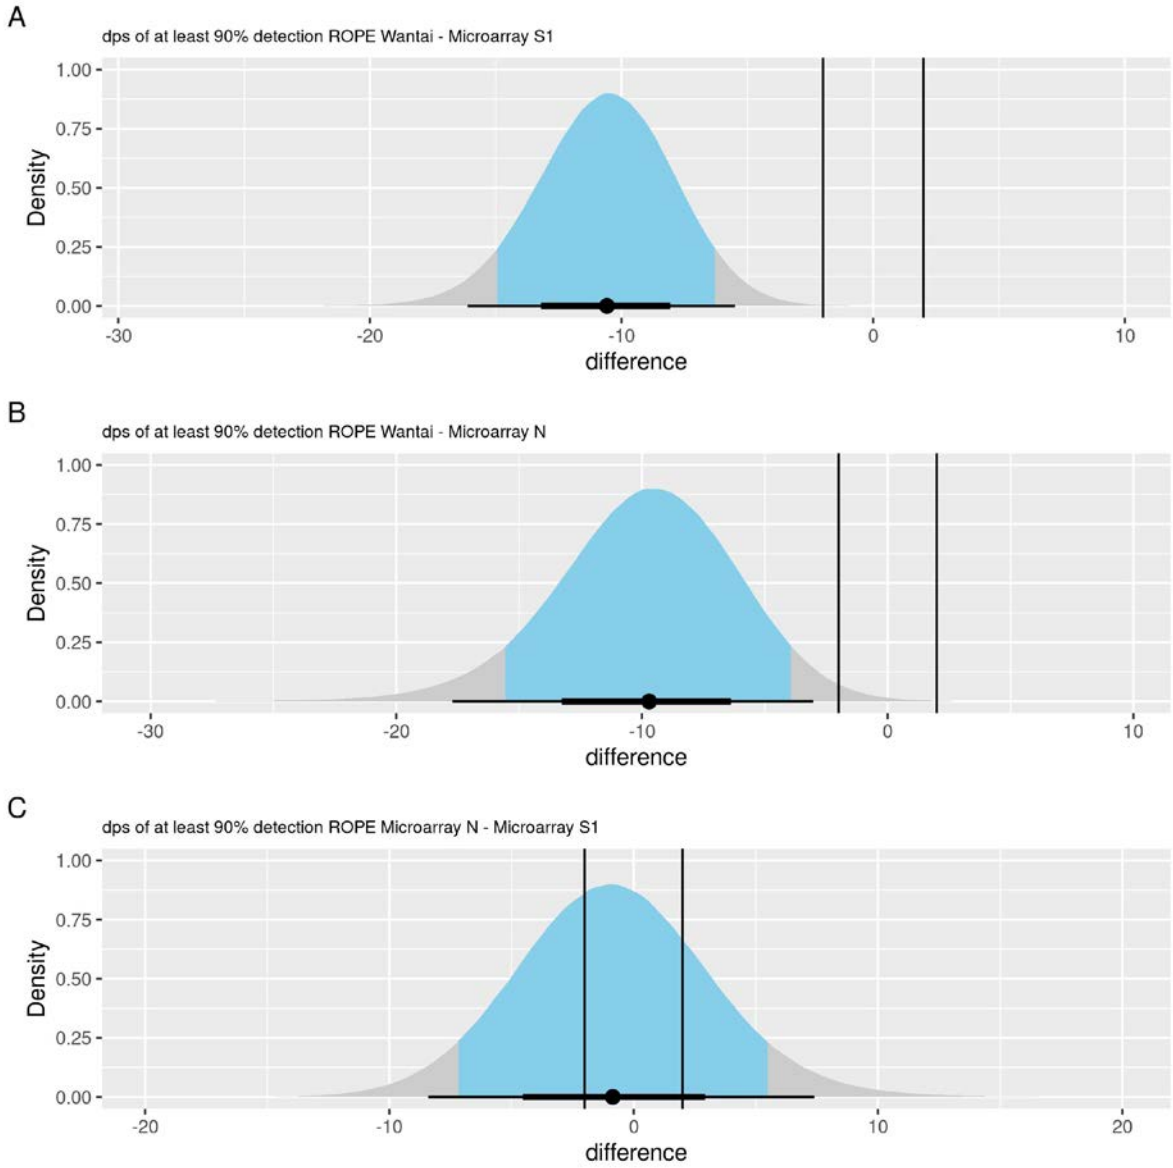 A
dps of at least 90% detection ROPE Wantai - Microarray S1
1.00
0.75
0.50
0.25
0.00
Density
-30 -20 -10 0 10
difference
B
dps of at least 90% detection ROPE Wantai - Microarray N
1.00
0.75
0.50
0.25
0.00
Density
-30 -20 -10 0 10
difference
C
dps of at least 90% detection ROPE Microarray N - Microarray S1
1.00
0.75
0.50
0.25
0.00
Density
-20 -10 0 10 20
difference